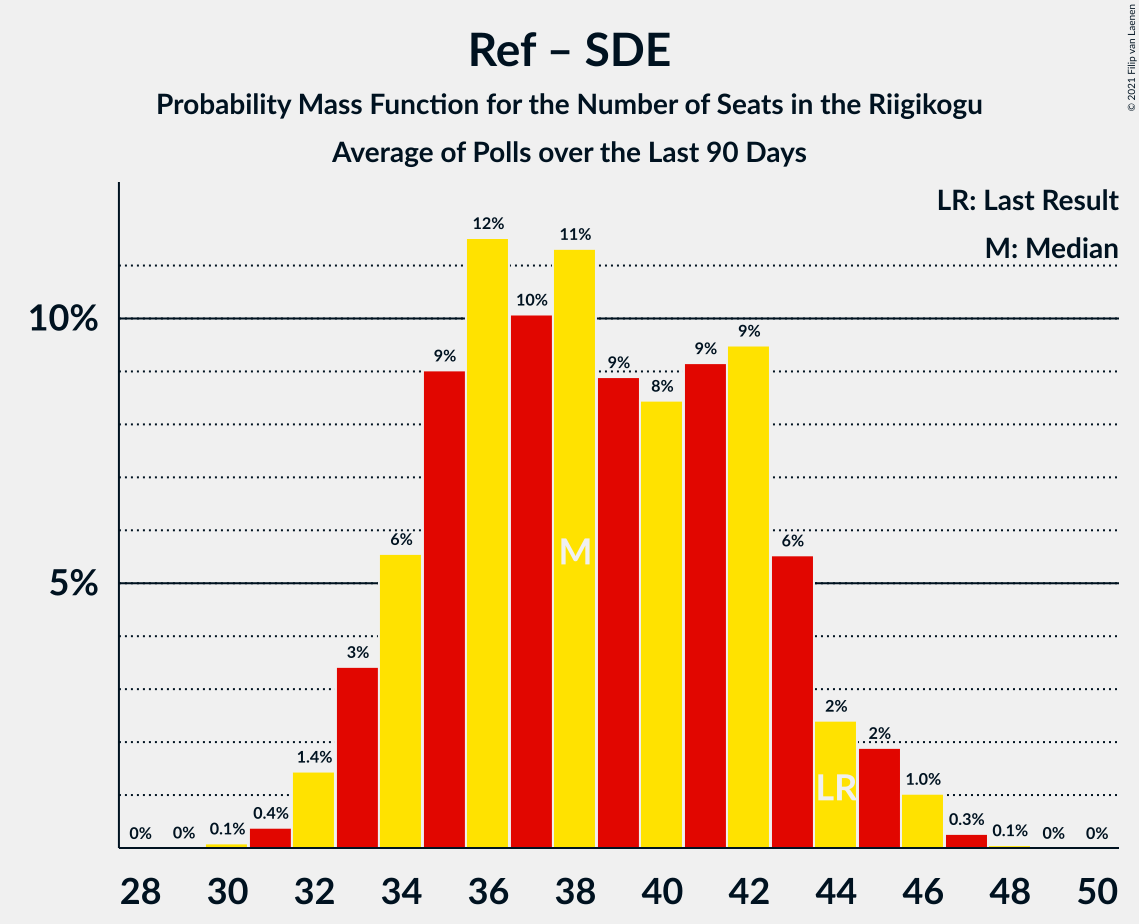 Ref – SDE
Probability Mass Function for the Number of Seats in the Riigikogu
Average of Polls over the Last 90 Days
© 2021 Filip van Laenen
LR: Last Result
M: Median
10%
5%
0% 0% 0.1% 0.4% 1.4% 3% 6% 9% 12% 10% 11% 9% 8% 9% 9% 6% 2% 2% 1.0% 0.3% 0.1% 0% 0%
M
LR
28 30 32 34 36 38 40 42 44 46 48 50